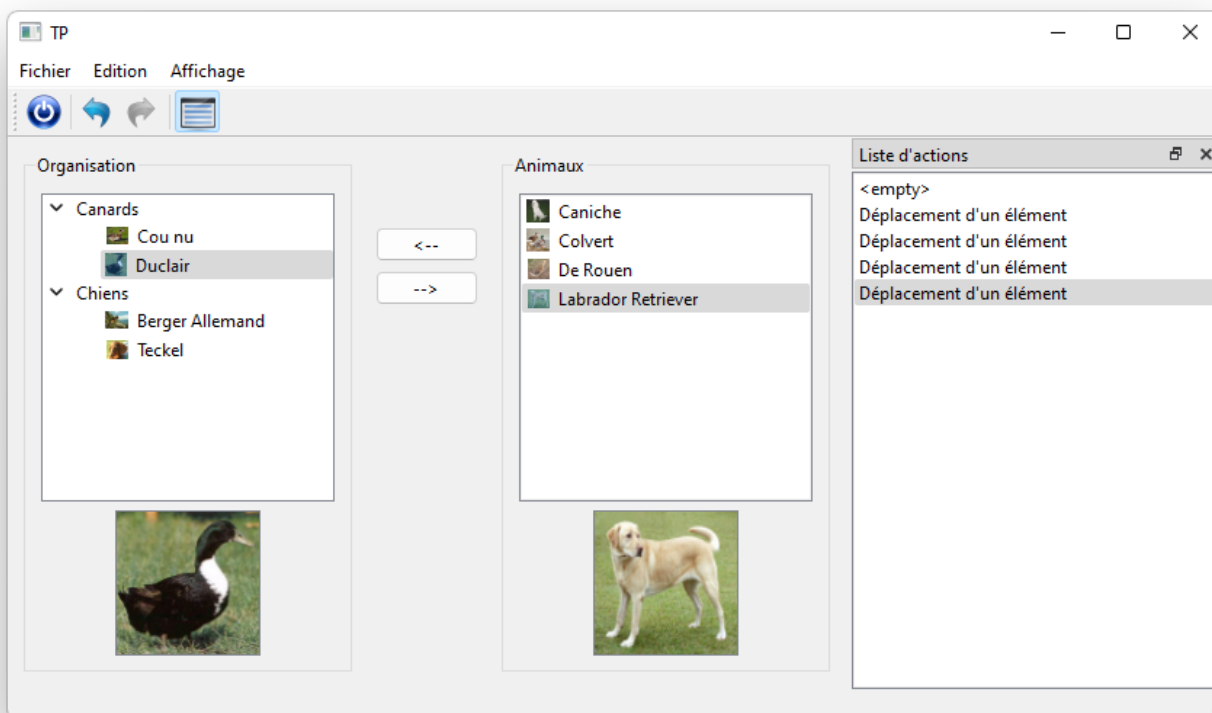 TP
Fichier Edition Affichage
Organisation
Canards
Cou nu
Duclair
Chiens
Berger Allemand
Teckel
<--
-->
Animaux
Caniche
Colvert
De Rouen
Labrador Retriever
Liste d'actions
<empty>
Déplacement d'un élément
Déplacement d'un élément
Déplacement d'un élément
Déplacement d'un élément